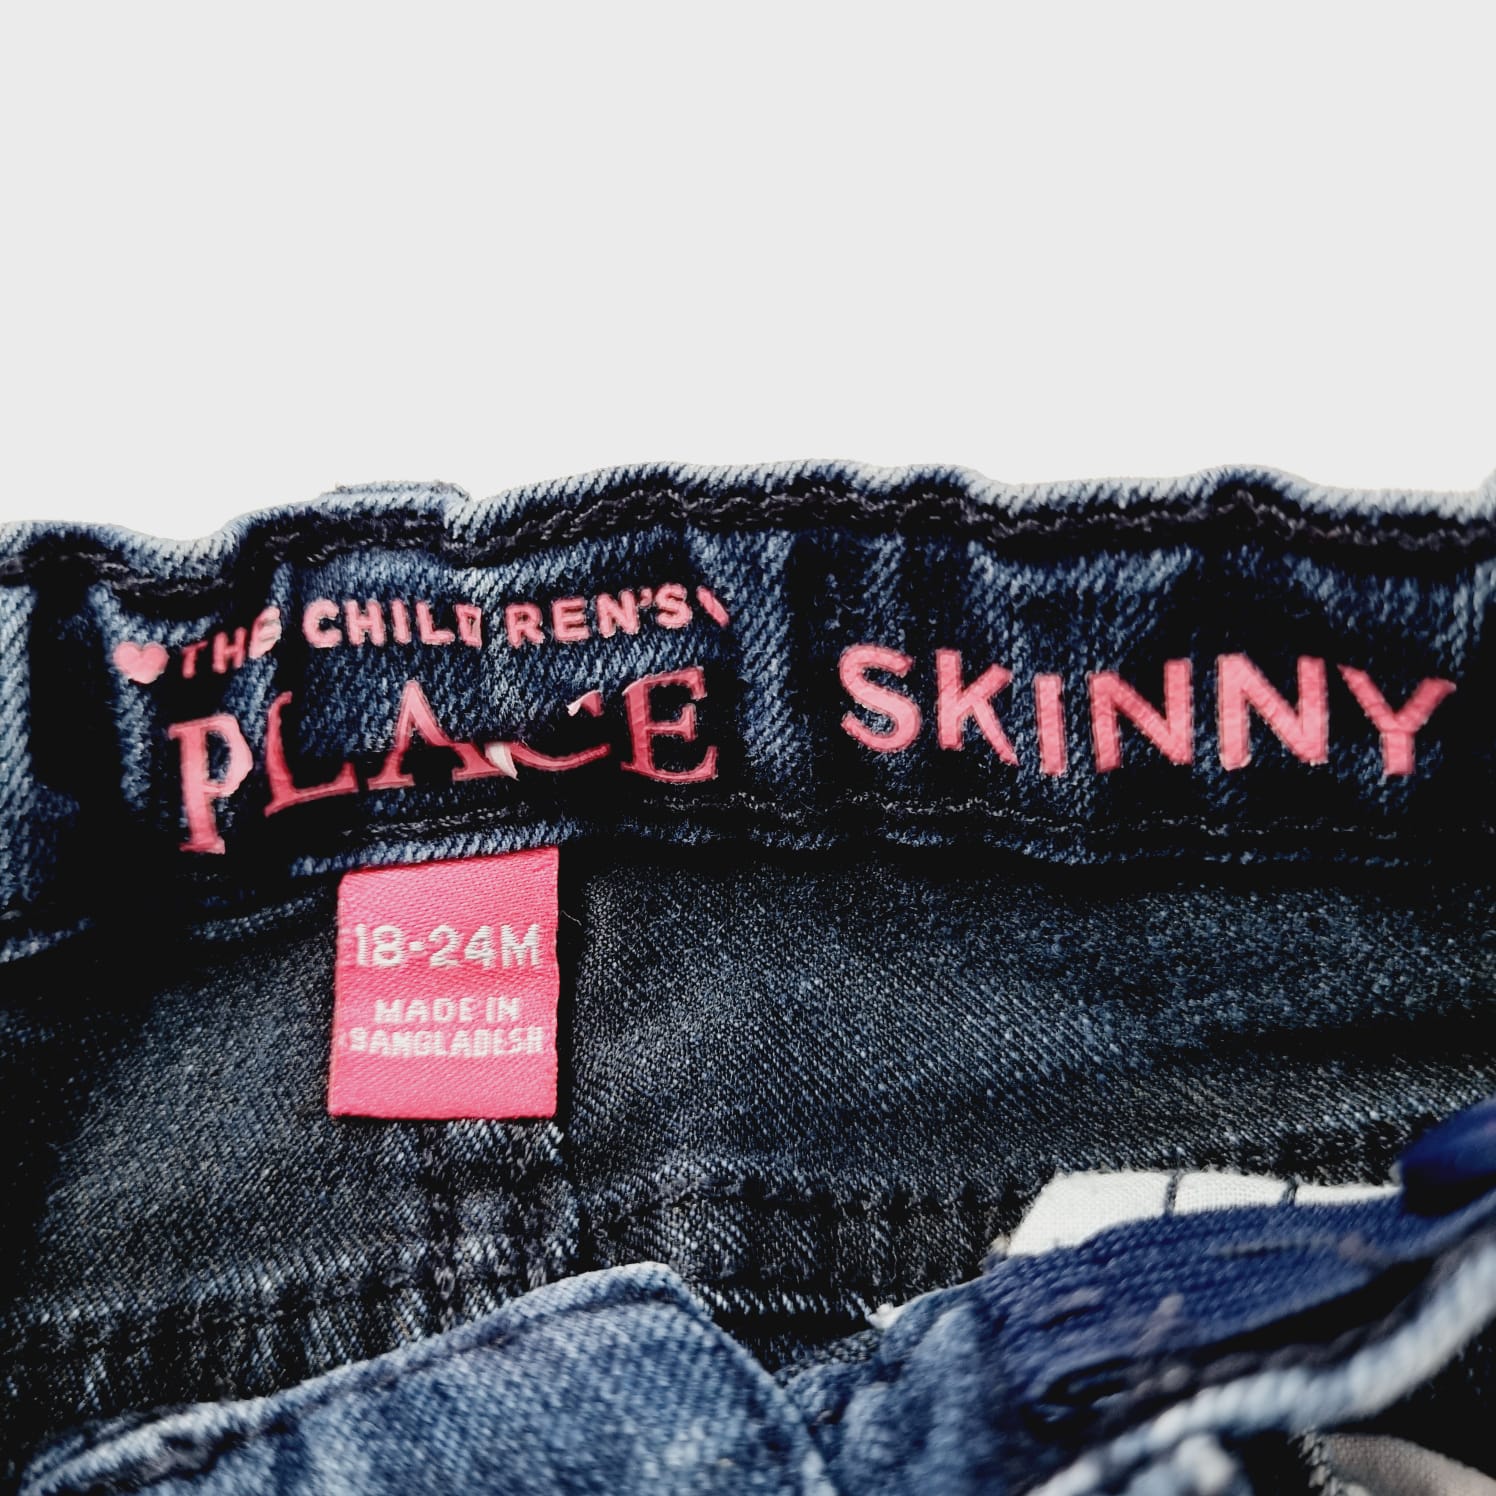 THE CHILDREN'S
PLACE
SKINNY
18-24M
MADE IN
BANGLADESH